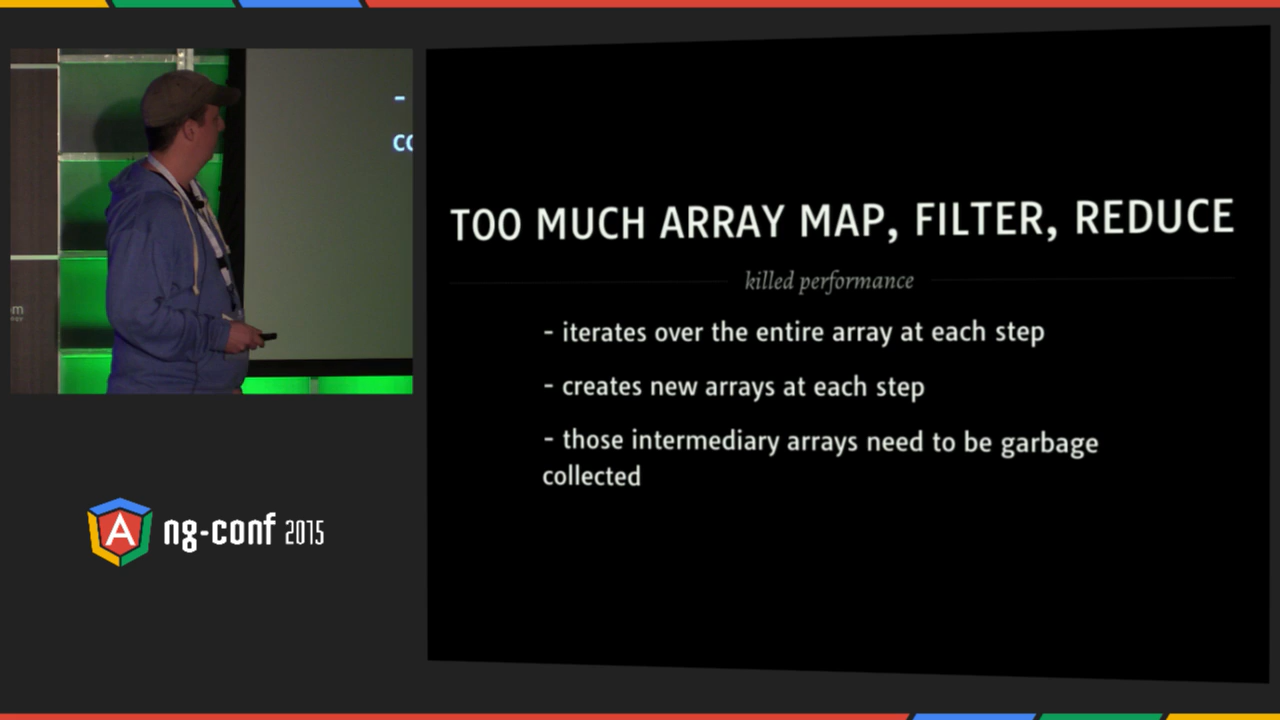 -
co
m
TOO MUCH ARRAY MAP, FILTER, REDUCE
killed performance
- iterates over the entire array at each step
- creates new arrays at each step
- those intermediary arrays need to be garbage
collected
A ng-conf 2015